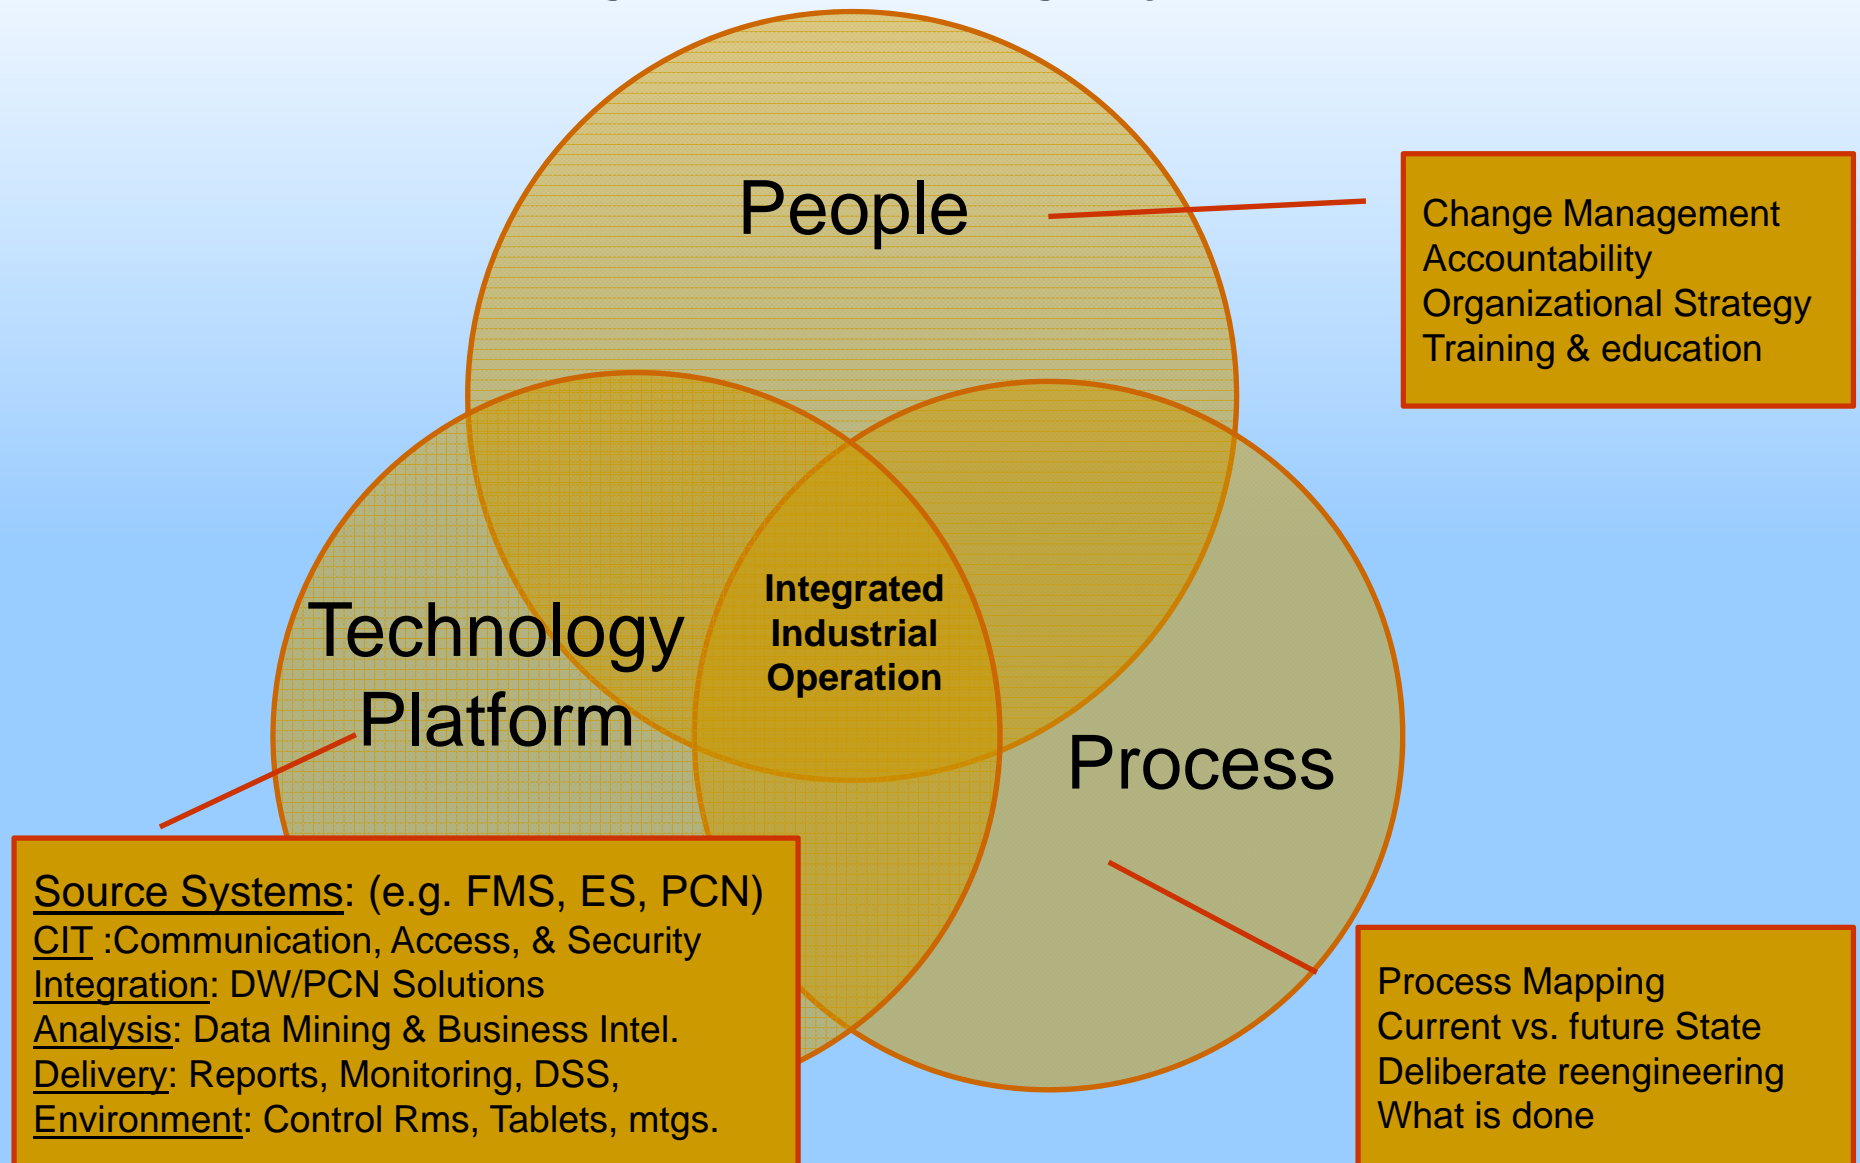 People
Change Management
Accountability
Organizational Strategy
Training & education
Integrated
Industrial
Operation
Technology
Platform
Process
Source Systems: (e.g. FMS, ES, PCN)
CIT :Communication, Access, & Security
Integration: DW/PCN Solutions
Analysis: Data Mining & Business Intel.
Delivery: Reports, Monitoring, DSS,
Environment: Control Rms, Tablets, mtgs.
Process Mapping
Current vs. future State
Deliberate reengineering
What is done